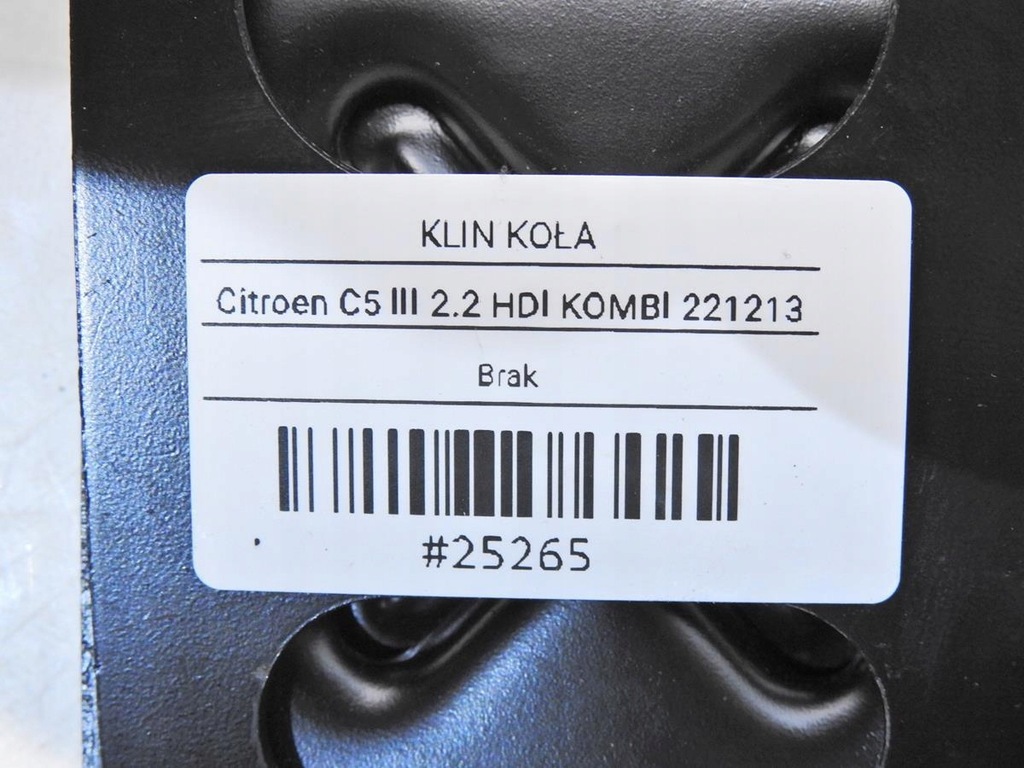 KLIN KOŁA
Citroen C5 III 2.2 HDI KOMBI 221213
Brak
#25265